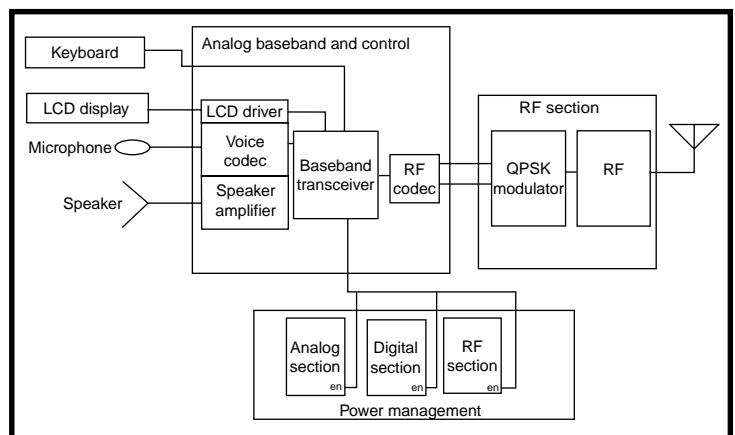 Analog baseband and control
Keyboard
LCD display
LCD driver
Microphone
Voice
codec
Speaker
Speaker
amplifier
Baseband
transceiver
RF
codec
RF section
QPSK
modulator
RF
Analog
section
en
Digital
section
en
RF
section
en
Power management